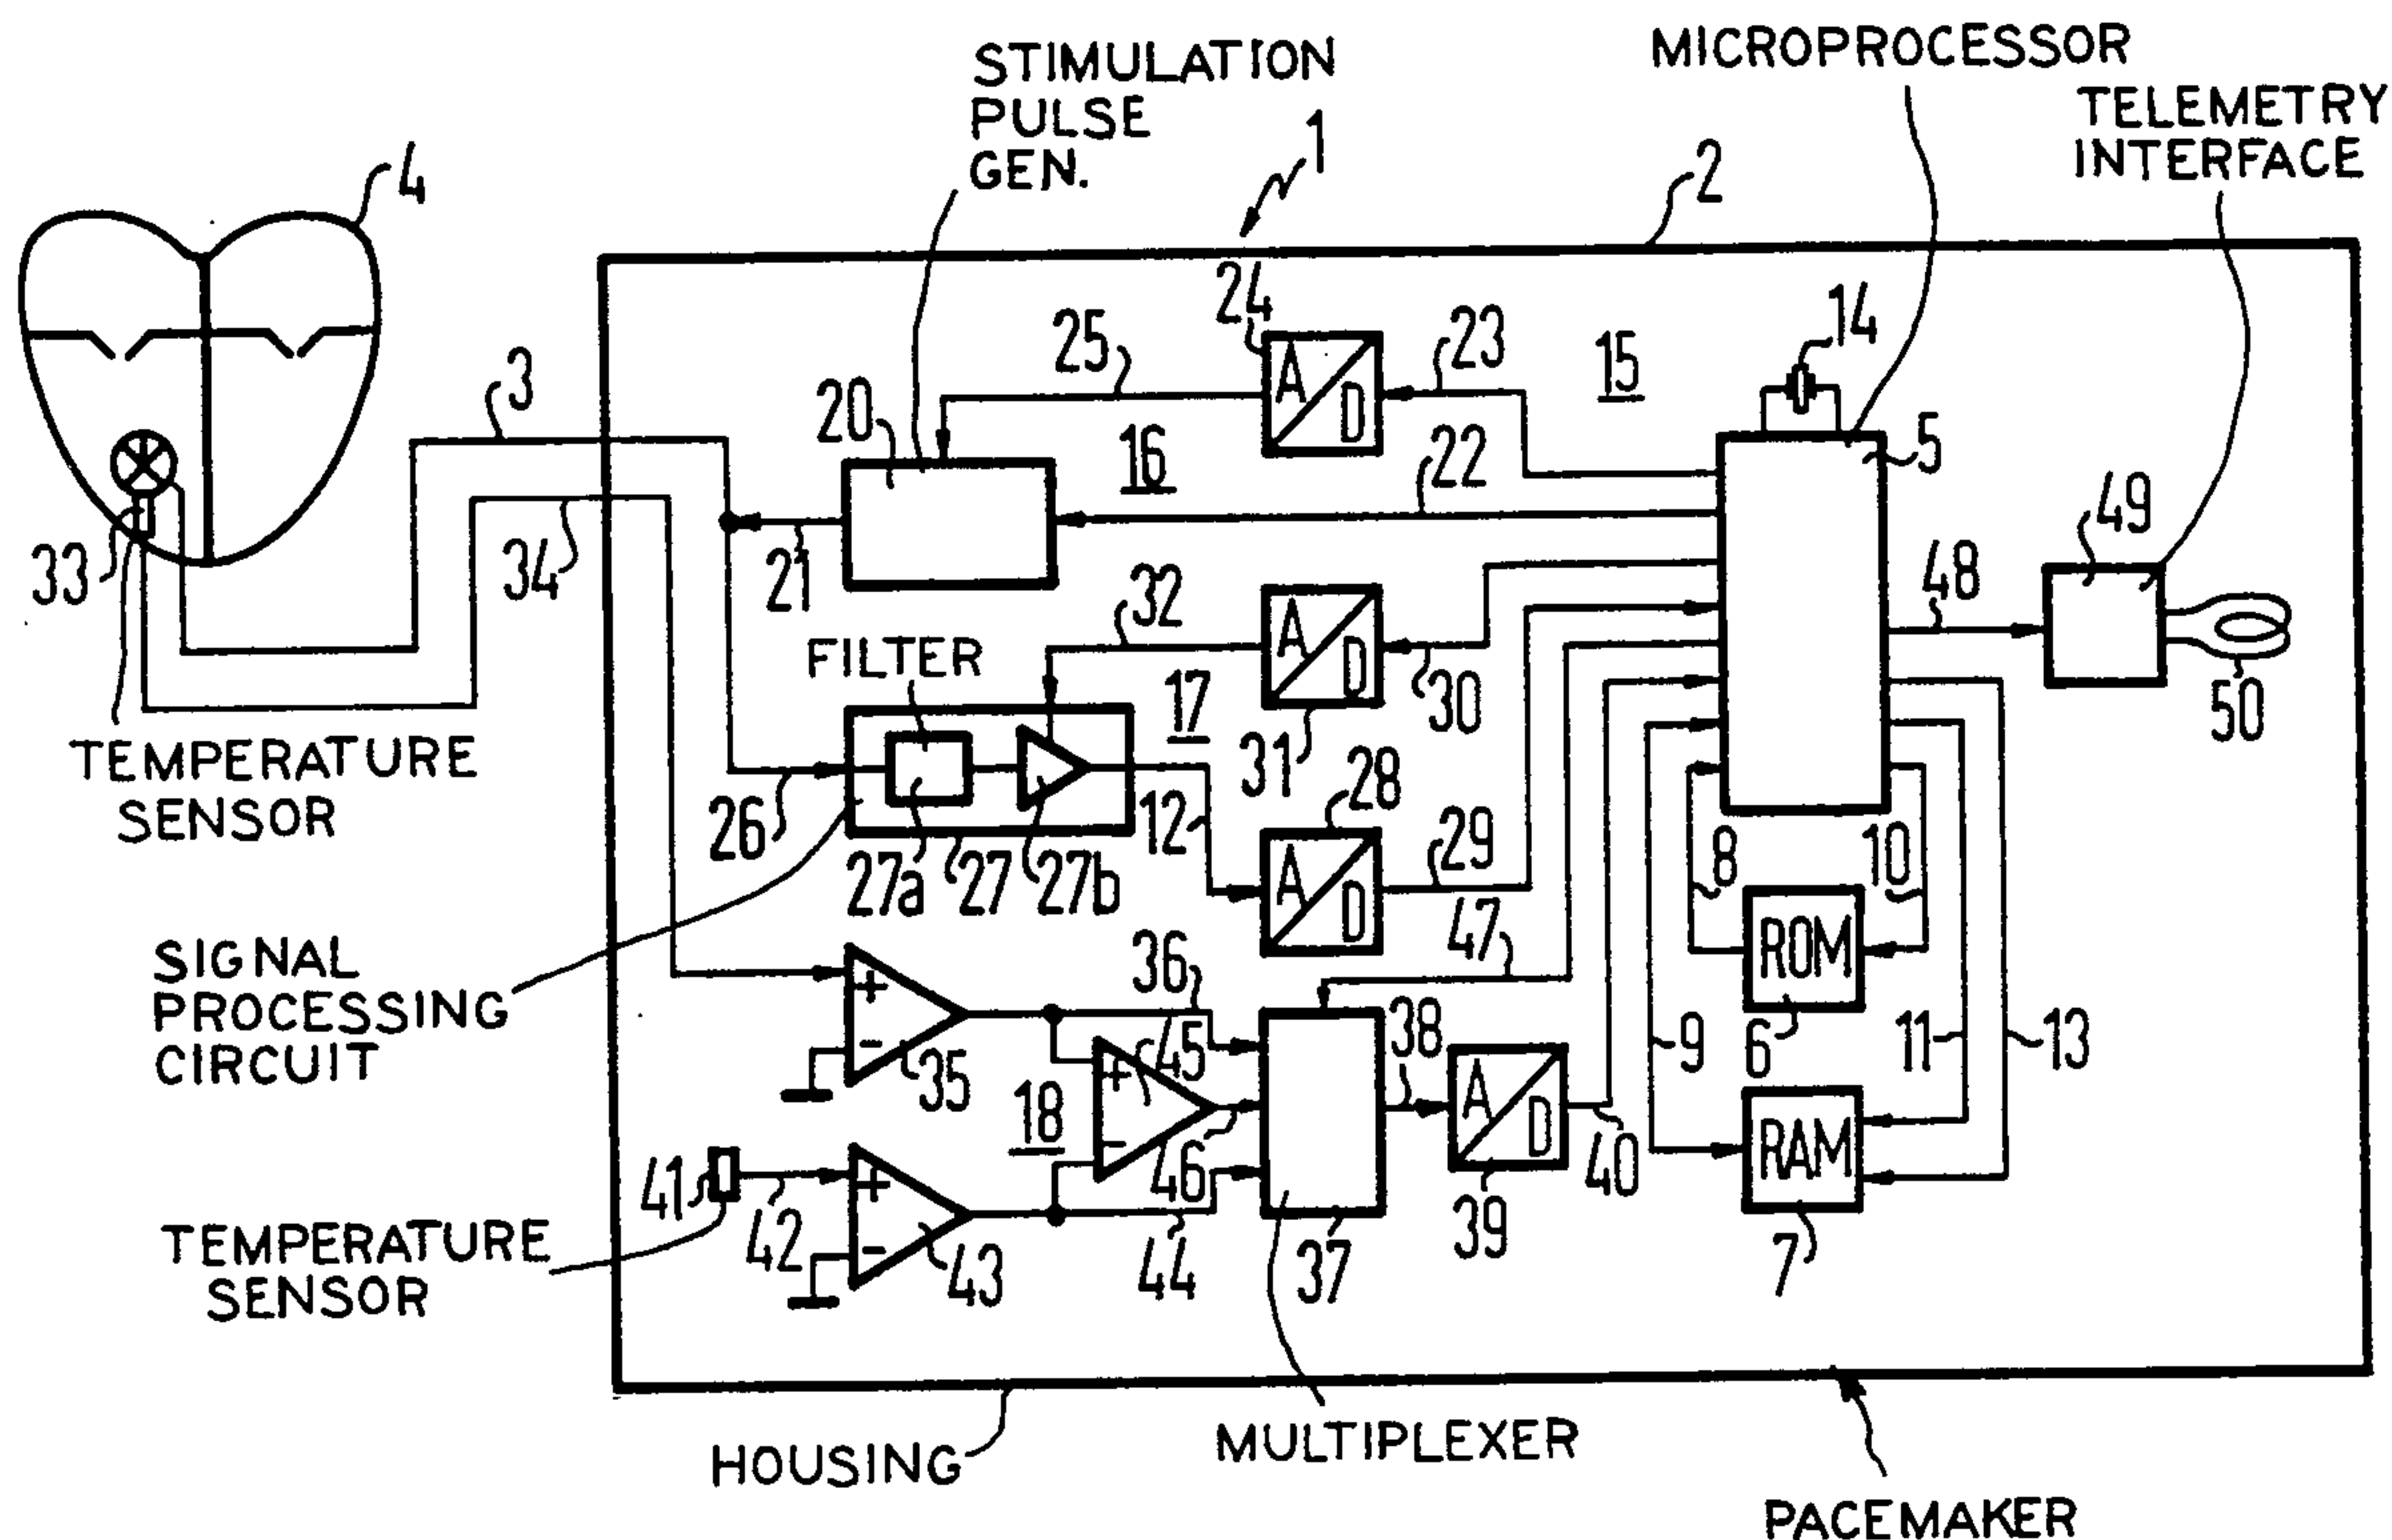 STIMULATION
PULSE
GEN.
MICROPROCESSOR
TELEMETRY
INTERFACE
1
2
4
24
14
25
23
15
3
20
16
22
5
49
33
34
21
32
48
FILTER
17
30
50
TEMPERATURE
SENSOR
26
31
28
12
27a
27
27b
29
8
10
47
SIGNAL
PROCESSING
CIRCUIT
36
ROM
+
-
35
45
38
9
6
11
13
18
+
-
46
A
D
A
D
A
D
A
D
40
RAM
41
42
+
-
43
44
37
39
7
TEMPERATURE
SENSOR
HOUSING
MULTIPLEXER
PACEMAKER